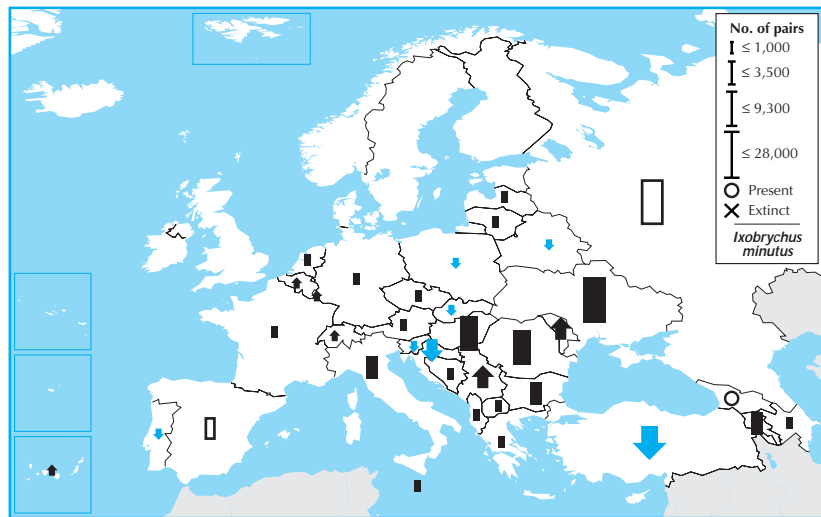 No. of pairs
≤ 1,000
≤ 3,500
≤ 9,300
≤ 28,000
Present
Extinct
Ixobrychus
minutus